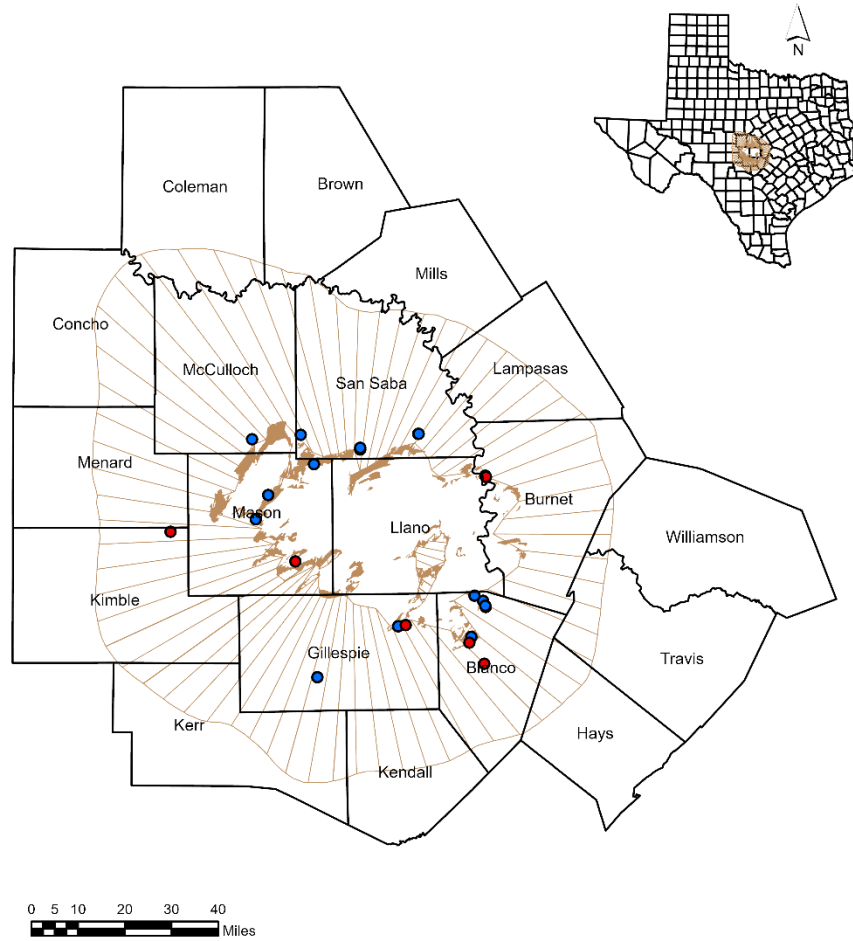 N
Brown
Coleman
Mills
Concho
McCulloch
San Saba
Lampasas
Menard
Mason
Llano
Burnet
Williamson
Kimble
Gillespie
Blanco
Travis
Kerr
Hays
Kendall
0 5 10 20 30 40
Miles